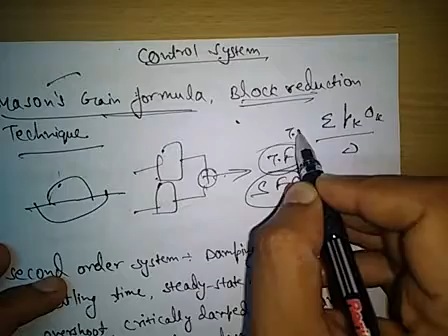 Control System
Mason's Gain formula, Block reduction
Technique
T.
Σ Pk Δk
T.F
Δ
second order system :- Damping
time, steady-state
overshoot, critically damped